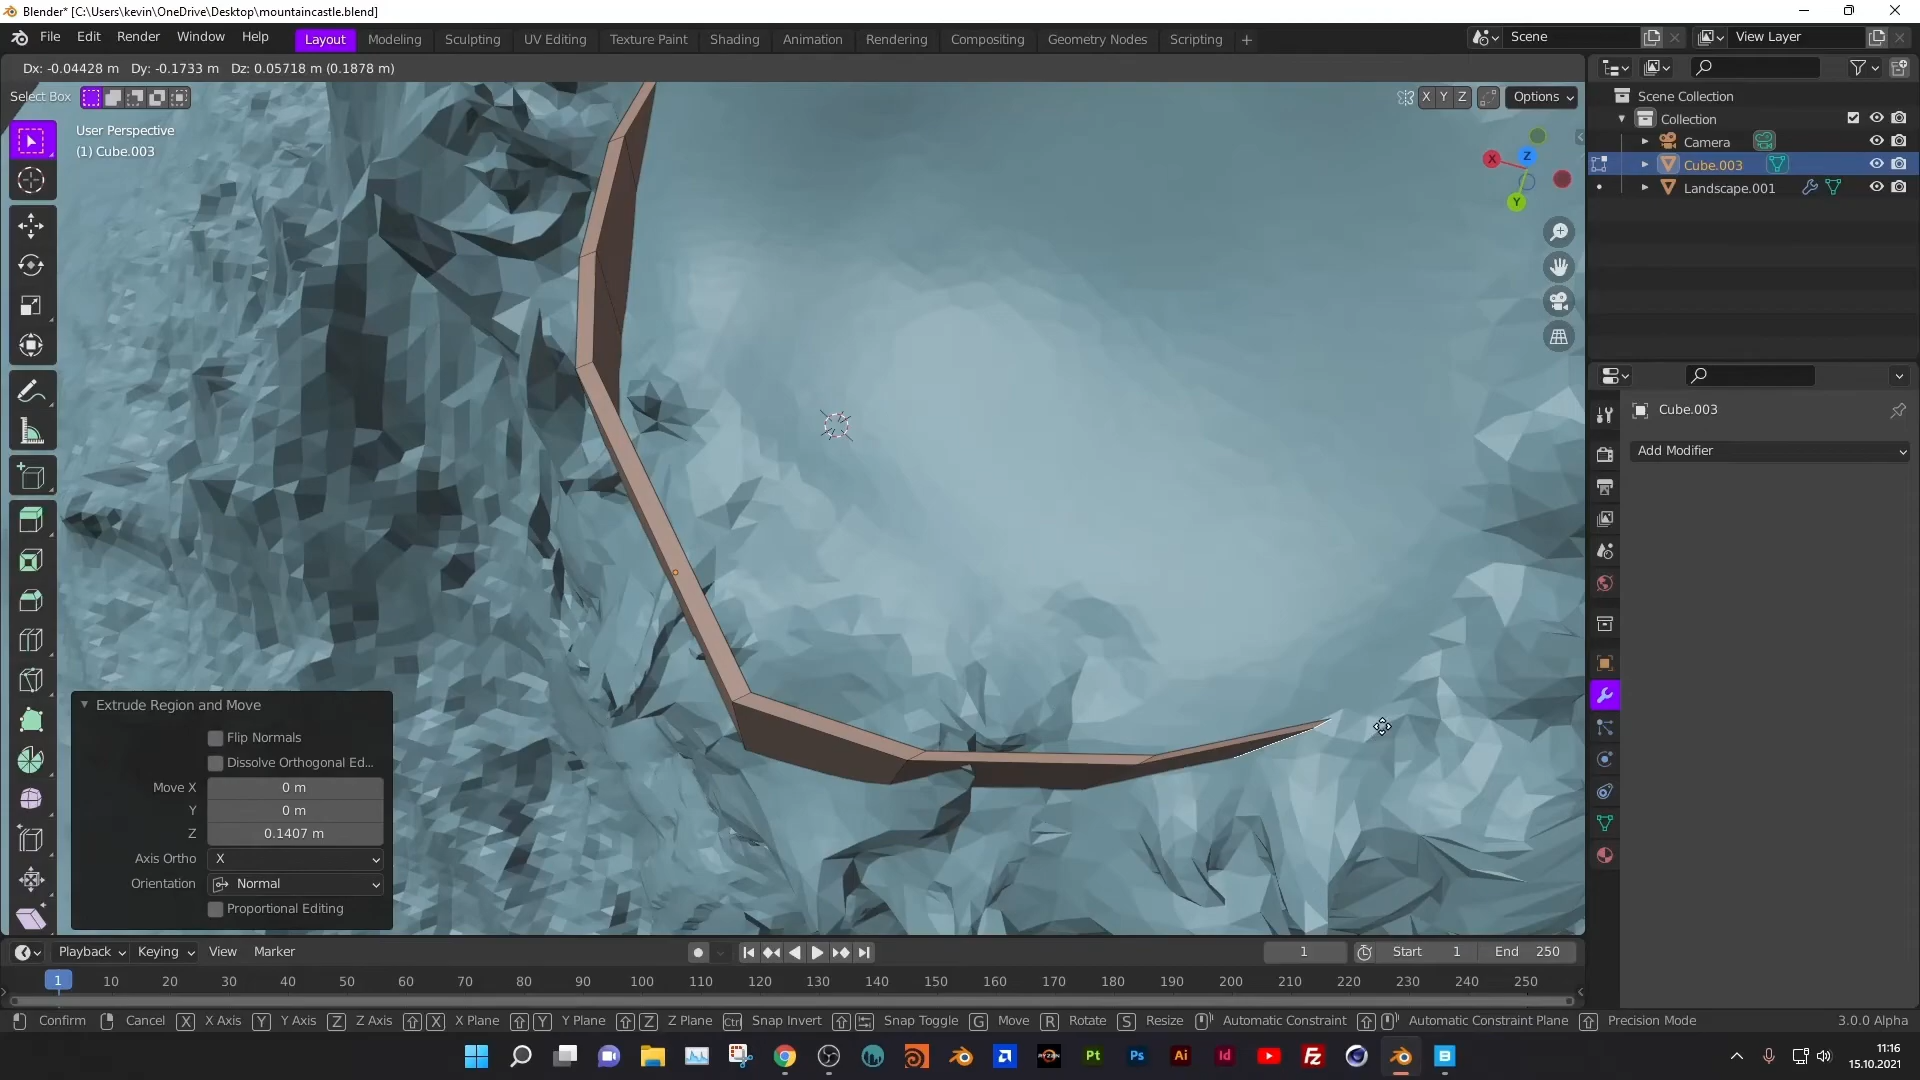 Blender* [C:\Users\kevin\OneDrive\Desktop\mountaincastle.blend]
File Edit Render Window Help Layout Modeling Sculpting UV Editing Texture Paint Shading Animation Rendering Compositing Geometry Nodes Scripting + Scene View Layer
Dx: -0.04428 m Dy: -0.1733 m Dz: 0.05718 m (0.1878 m)
Select Box X Y Z Options
User Perspective
(1) Cube.003
X Z Y
Scene Collection
Collection
Camera
Cube.003
Landscape.001
Cube.003
Add Modifier
Extrude Region and Move
Flip Normals
Dissolve Orthogonal Ed...
Move X 0 m
Y 0 m
Z 0.1407 m
Axis Ortho X
Orientation Normal
Proportional Editing
Playback Keying View Marker 1 Start 1 End 250
1 10 20 30 40 50 60 70 80 90 100 110 120 130 140 150 160 170 180 190 200 210 220 230 240 250
Confirm Cancel X X Axis Y Y Axis Z Z Axis X X Plane Y Y Plane Z Z Plane Ctrl Snap Invert Snap Toggle G Move R Rotate S Resize Automatic Constraint Automatic Constraint Plane Precision Mode 3.0.0 Alpha
Pt Ps Ai Id FZ B
11:16
15.10.2021